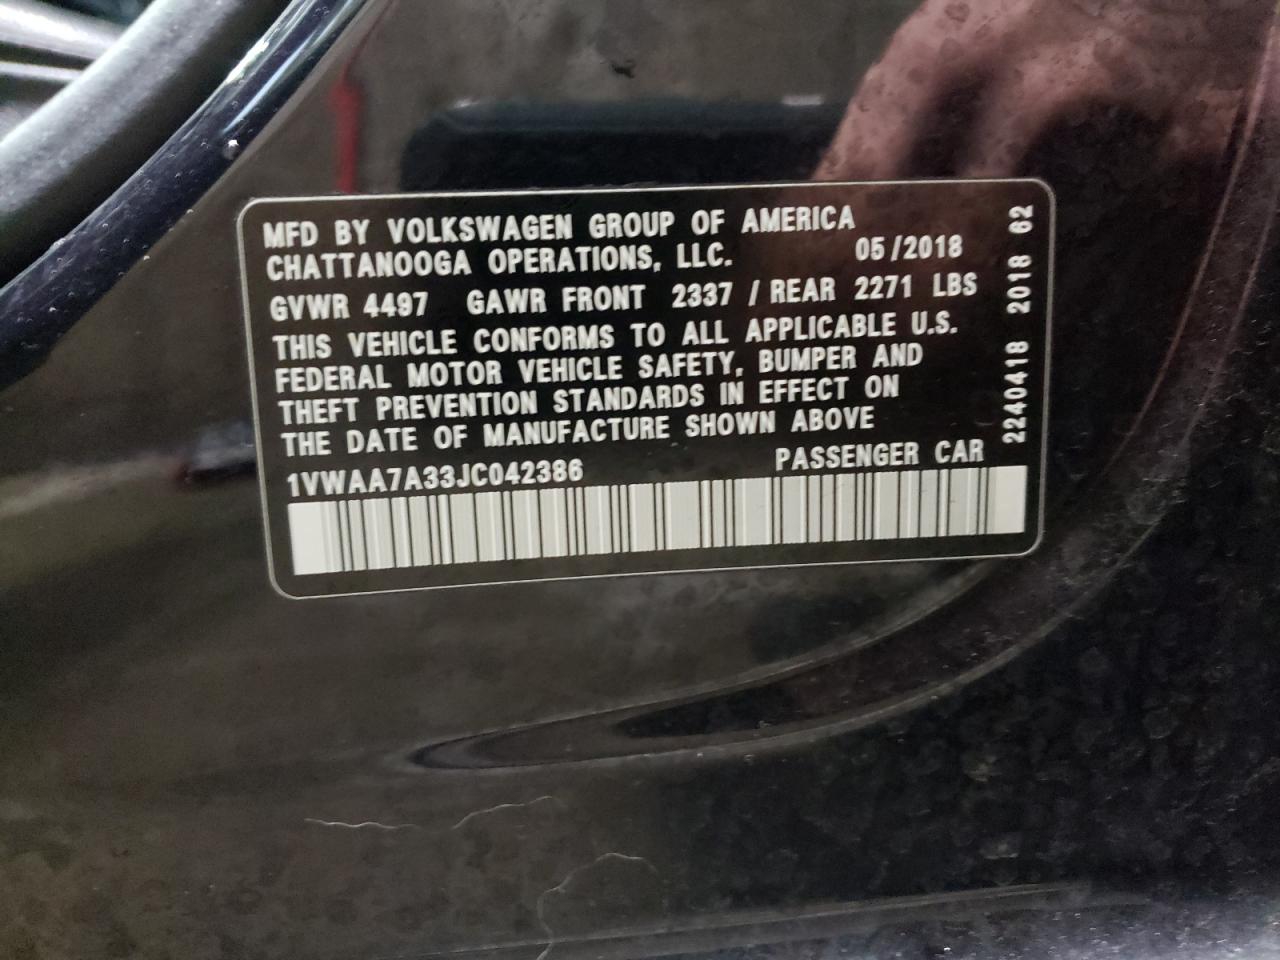 MFD BY VOLKSWAGEN GROUP OF AMERICA
CHATTANOOGA OPERATIONS, LLC. 05/2018
GVWR 4497 GAWR FRONT 2337 / REAR 2271 LBS
THIS VEHICLE CONFORMS TO ALL APPLICABLE U.S.
FEDERAL MOTOR VEHICLE SAFETY, BUMPER AND
THEFT PREVENTION STANDARDS IN EFFECT ON
THE DATE OF MANUFACTURE SHOWN ABOVE
1VWAA7A33JC042386 PASSENGER CAR
2240418 2018 62